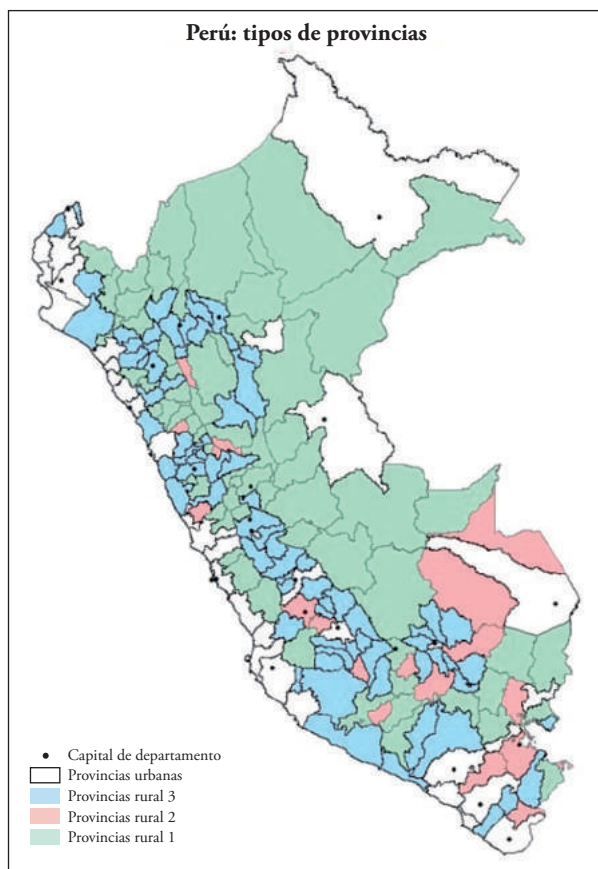 Perú: tipos de provincias
Capital de departamento
Provincias urbanas
Provincias rural 3
Provincias rural 2
Provincias rural 1